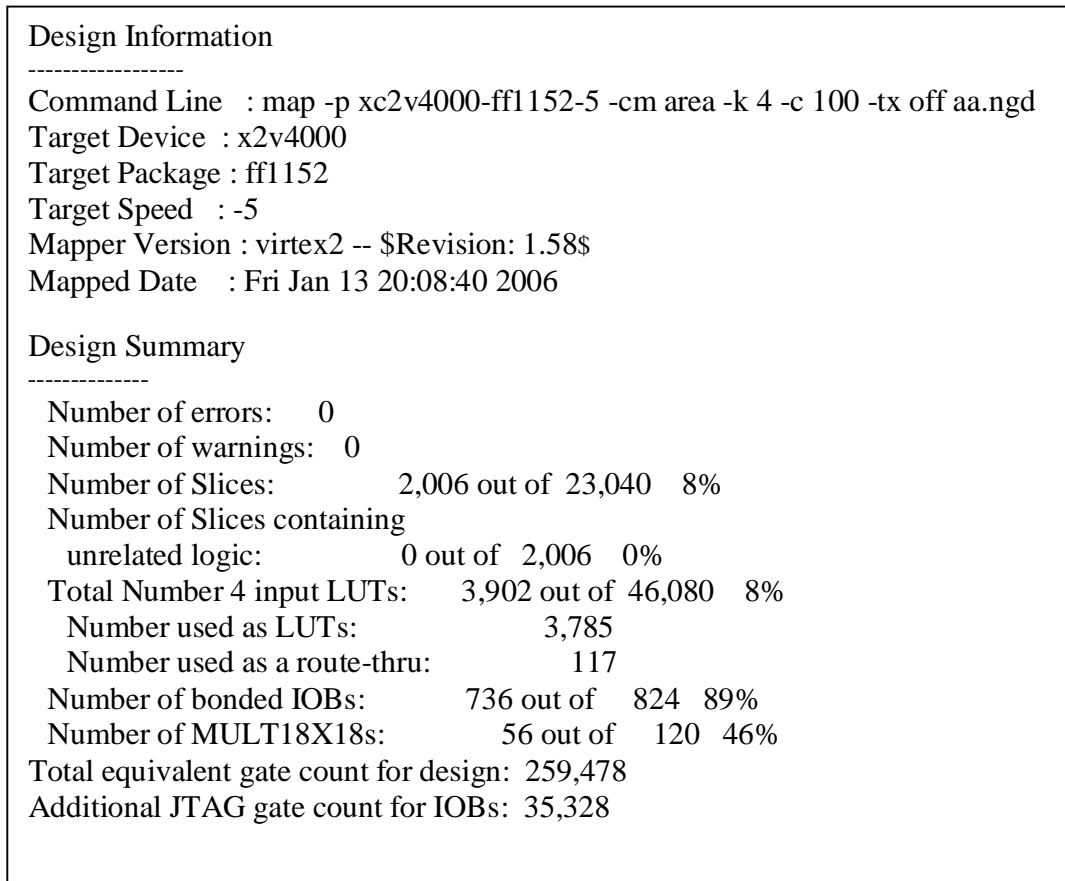 Design Information
------------------
Command Line : map -p xc2v4000-ff1152-5 -cm area -k 4 -c 100 -tx off aa.ngd
Target Device : x2v4000
Target Package : ff1152
Target Speed : -5
Mapper Version : virtex2 -- $Revision: 1.58$
Mapped Date : Fri Jan 13 20:08:40 2006
Design Summary
--------------
Number of errors: 0
Number of warnings: 0
Number of Slices: 2,006 out of 23,040 8%
Number of Slices containing
unrelated logic: 0 out of 2,006 0%
Total Number 4 input LUTs: 3,902 out of 46,080 8%
Number used as LUTs: 3,785
Number used as a route-thru: 117
Number of bonded IOBs: 736 out of 824 89%
Number of MULT18X18s: 56 out of 120 46%
Total equivalent gate count for design: 259,478
Additional JTAG gate count for IOBs: 35,328